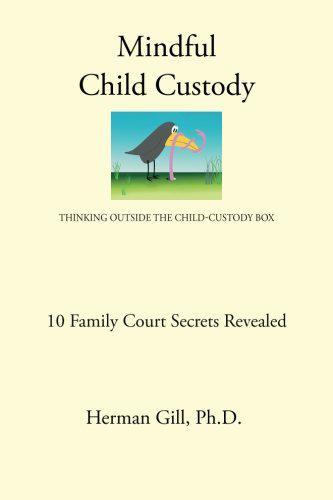 Mindful
Child Custody
THINKING OUTSIDE THE CHILD-CUSTODY BOX
10 Family Court Secrets Revealed
Herman Gill, Ph.D.